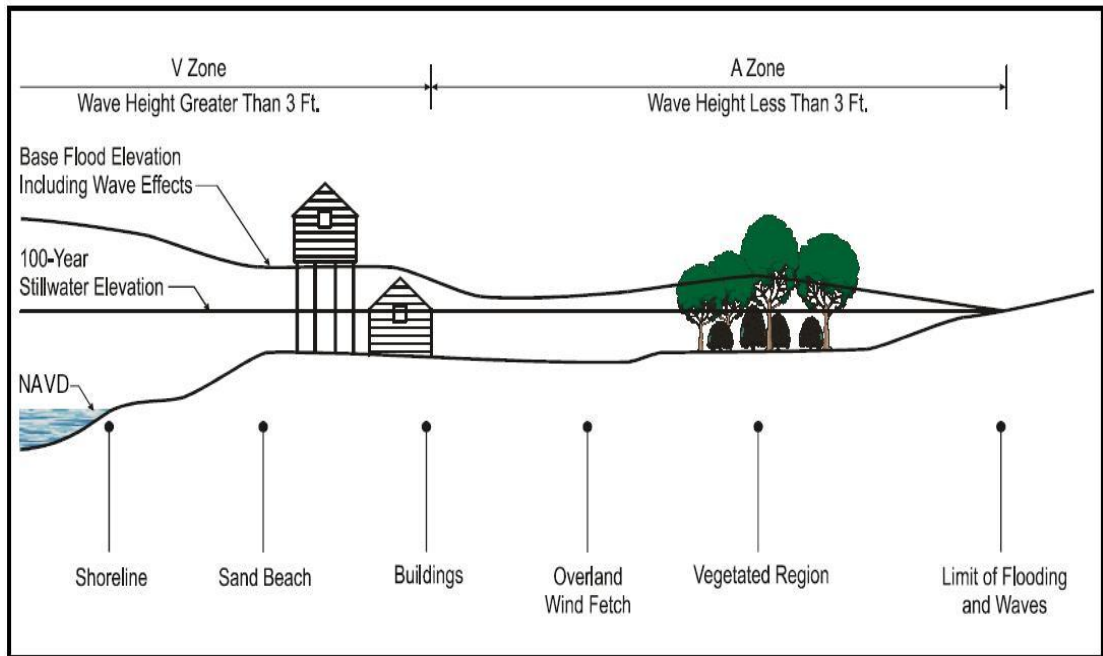 V Zone
Wave Height Greater Than 3 Ft.
A Zone
Wave Height Less Than 3 Ft.
Base Flood Elevation
Including Wave Effects
100-Year
Stillwater Elevation
NAVD
Shoreline
Sand Beach
Buildings
Overland
Wind Fetch
Vegetated Region
Limit of Flooding
and Waves